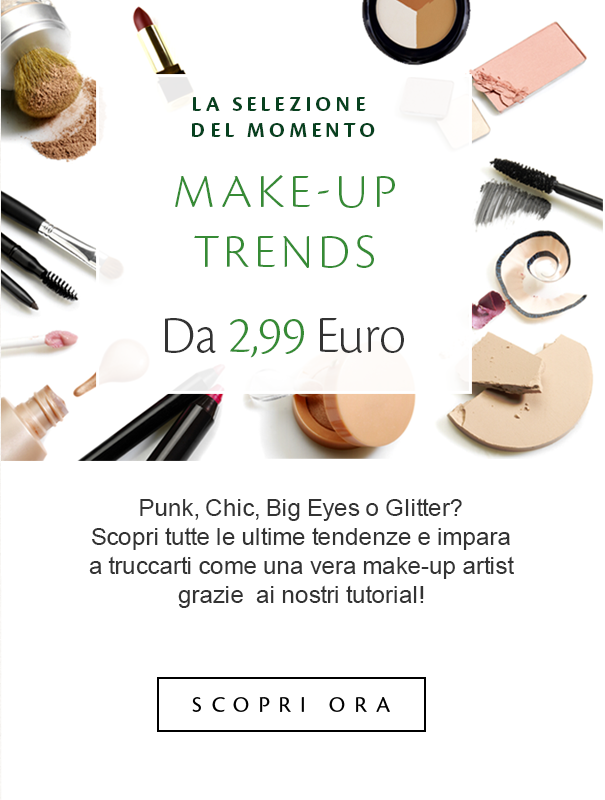 LA SELEZIONE
DEL MOMENTO
MAKE-UP
TRENDS
Da 2,99 Euro
Punk, Chic, Big Eyes o Glitter?
Scopri tutte le ultime tendenze e impara
a truccarti come una vera make-up artist
grazie  ai nostri tutorial!
SCOPRI ORA